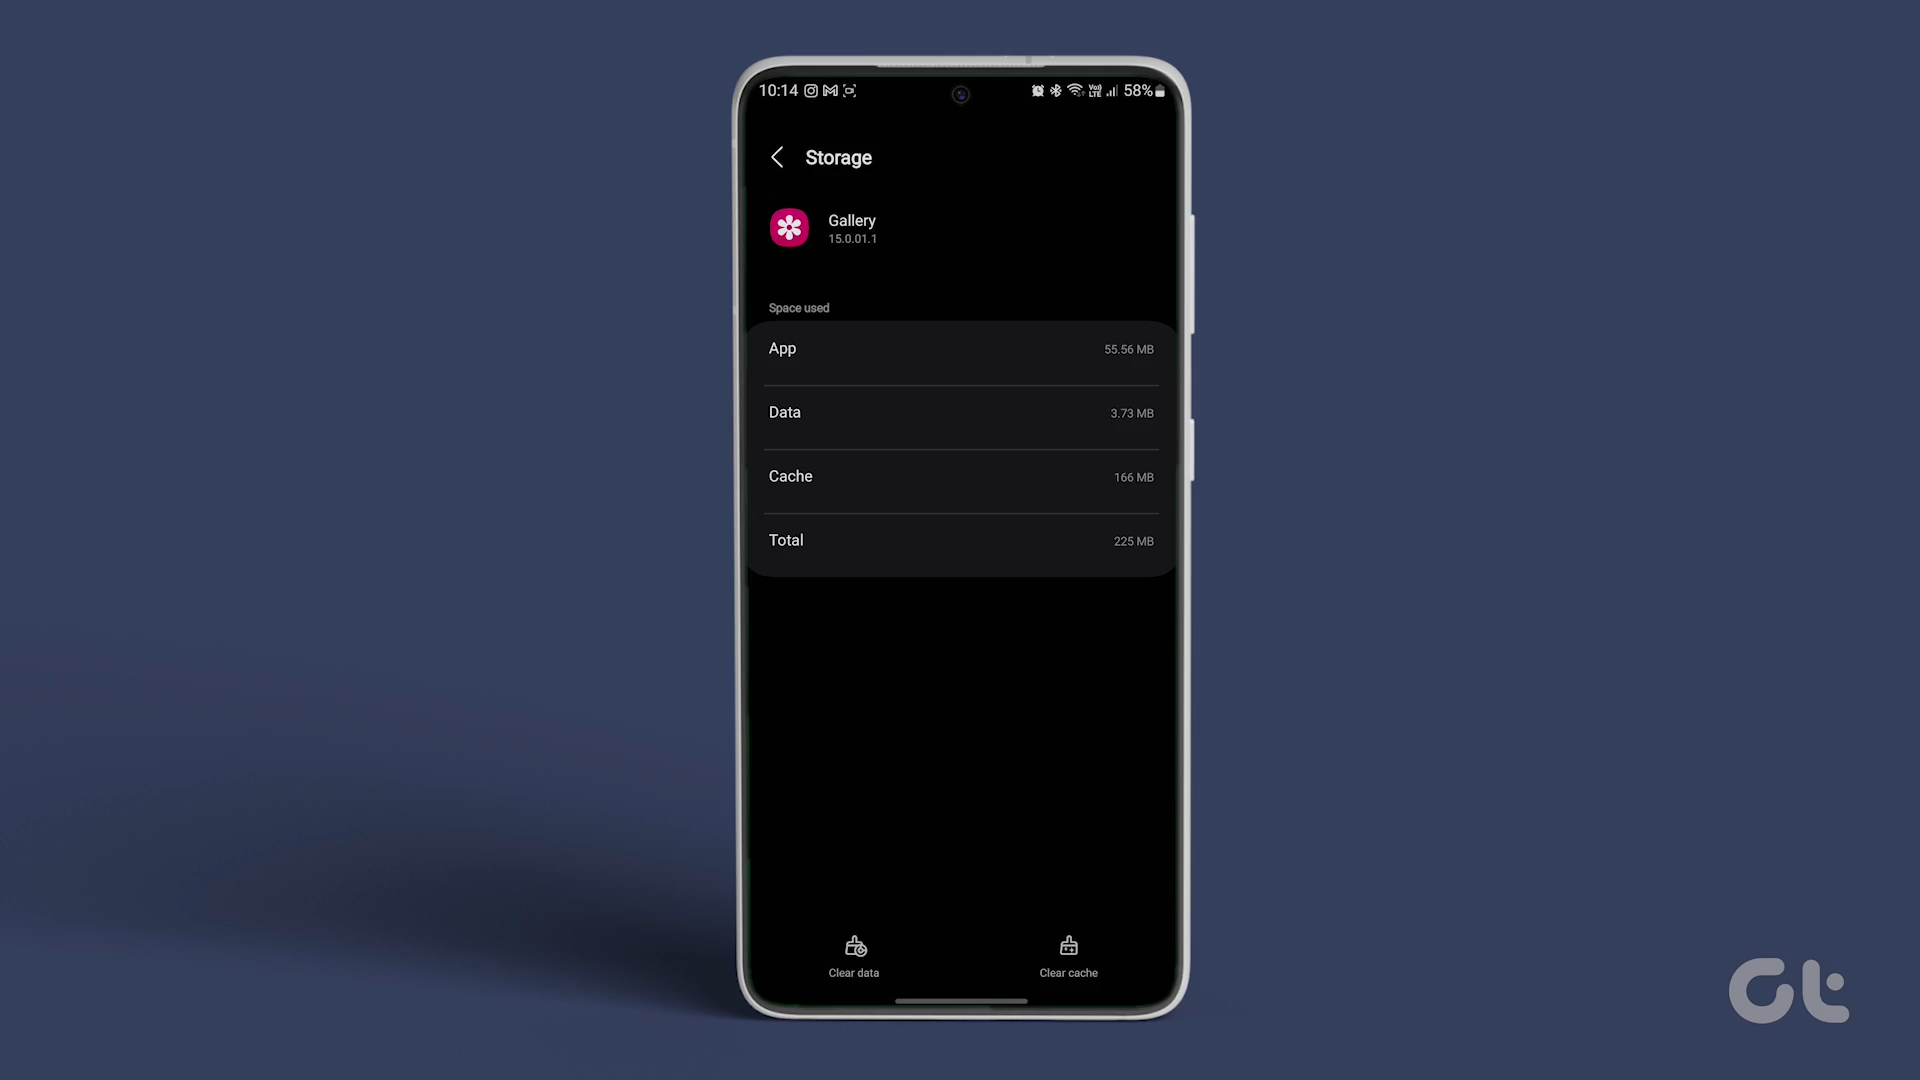 10:14 58%
Storage
Gallery
15.0.01.1
Space used
App 55.56 MB
Data 3.73 MB
Cache 166 MB
Total 225 MB
Clear data Clear cache
Gt